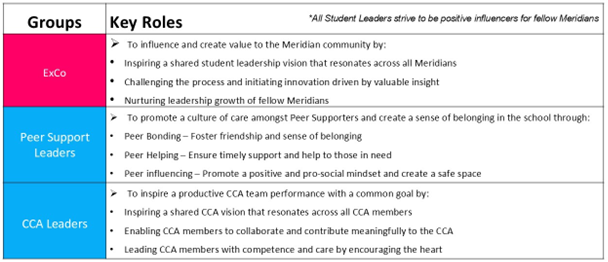 Groups
Key Roles
*All Student Leaders strive to be positive influencers for fellow Meridians
ExCo
➢ To influence and create value to the Meridian community by:
• Inspiring a shared student leadership vision that resonates across all Meridians
• Challenging the process and initiating innovation driven by valuable insight
• Nurturing leadership growth of fellow Meridians
Peer Support
Leaders
➢ To promote a culture of care amongst Peer Supporters and create a sense of belonging in the school through:
• Peer Bonding – Foster friendship and sense of belonging
• Peer Helping – Ensure timely support and help to those in need
• Peer influencing – Promote a positive and pro-social mindset and create a safe space
CCA Leaders
➢ To inspire a productive CCA team performance with a common goal by:
• Inspiring a shared CCA vision that resonates across all CCA members
• Enabling CCA members to collaborate and contribute meaningfully to the CCA
• Leading CCA members with competence and care by encouraging the heart